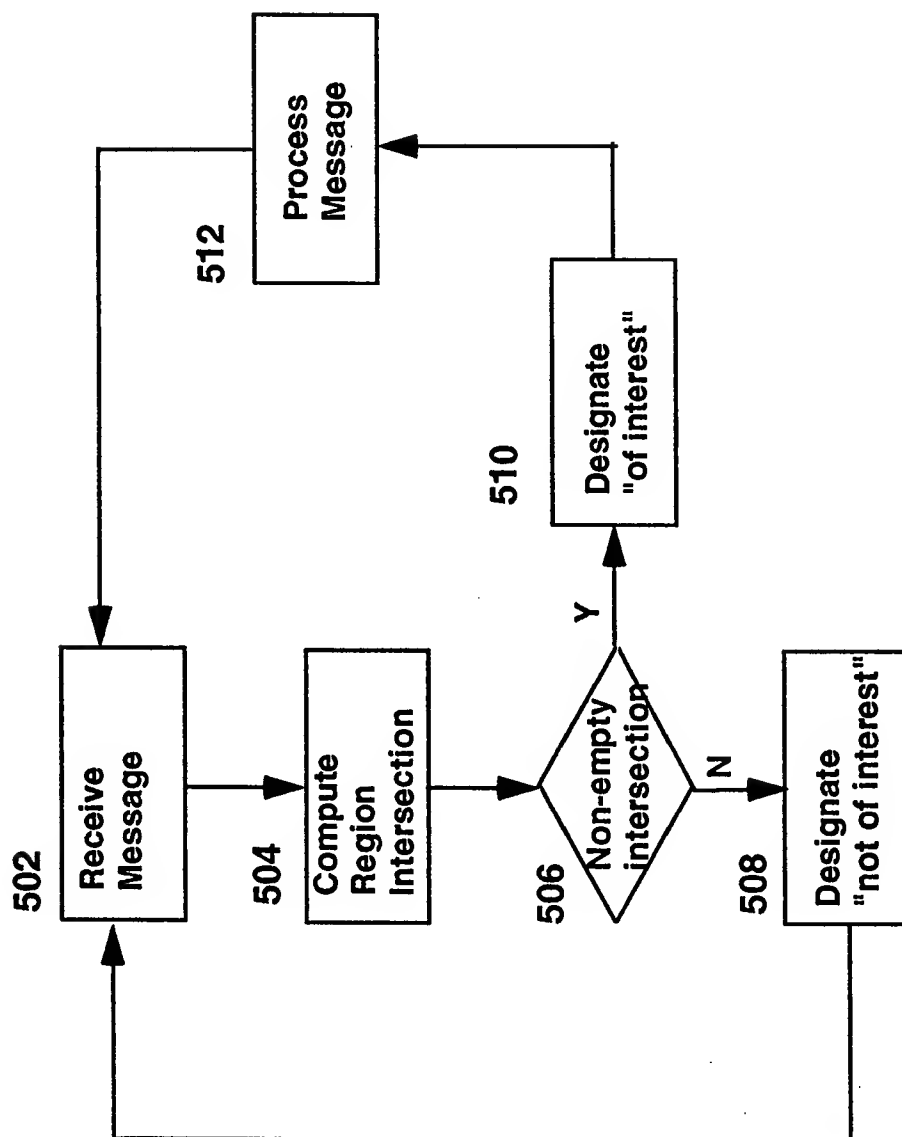 502
Receive
Message
504
Compute
Region
Intersection
506
Non-empty
intersection
Y
N
508
Designate
"not of interest"
510
Designate
"of interest"
512
Process
Message